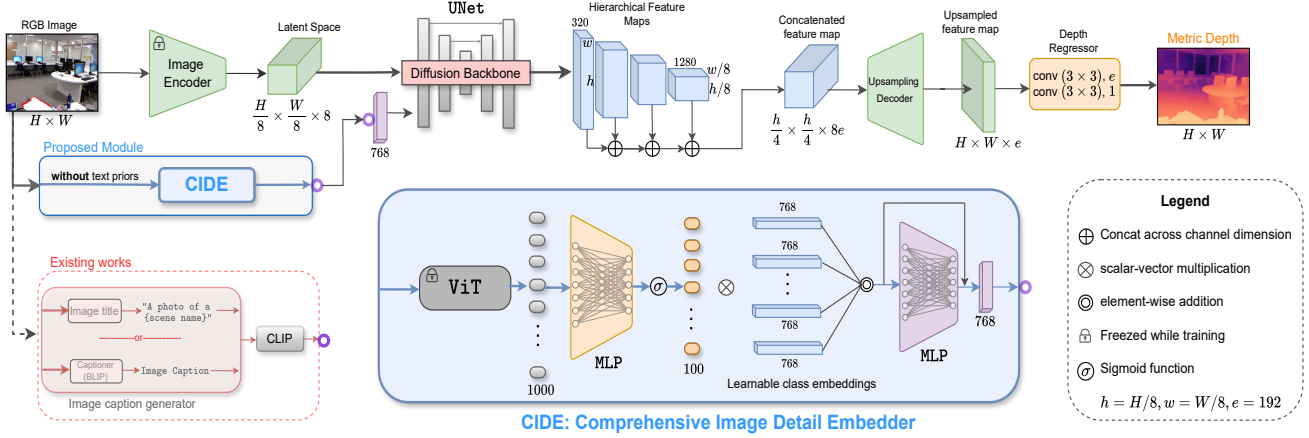 RGB Image
H × W
Image
Encoder
Latent Space
H/8 × W/8 × 8
UNet
Diffusion Backbone
768
Hierarchical Feature
Maps
320
w
h
1280
w/8
h/8
Concatenated
feature map
h/4 × h/4 × 8e
Upsampling
Decoder
Upsampled
feature map
H × W × e
Depth
Regressor
conv (3 × 3), e
conv (3 × 3), 1
Metric Depth
H × W
Proposed Module
without text priors
CIDE
Existing works
Image title
"A photo of a
{scene name}"
-----------or------------
Captioner
(BLIP)
Image Caption
CLIP
Image caption generator
ViT
1000
MLP
σ
100
768
768
768
768
Learnable class embeddings
MLP
768
CIDE: Comprehensive Image Detail Embedder
Legend
Concat across channel dimension
scalar-vector multiplication
element-wise addition
Freezed while training
σ Sigmoid function
h = H/8, w = W/8, e = 192